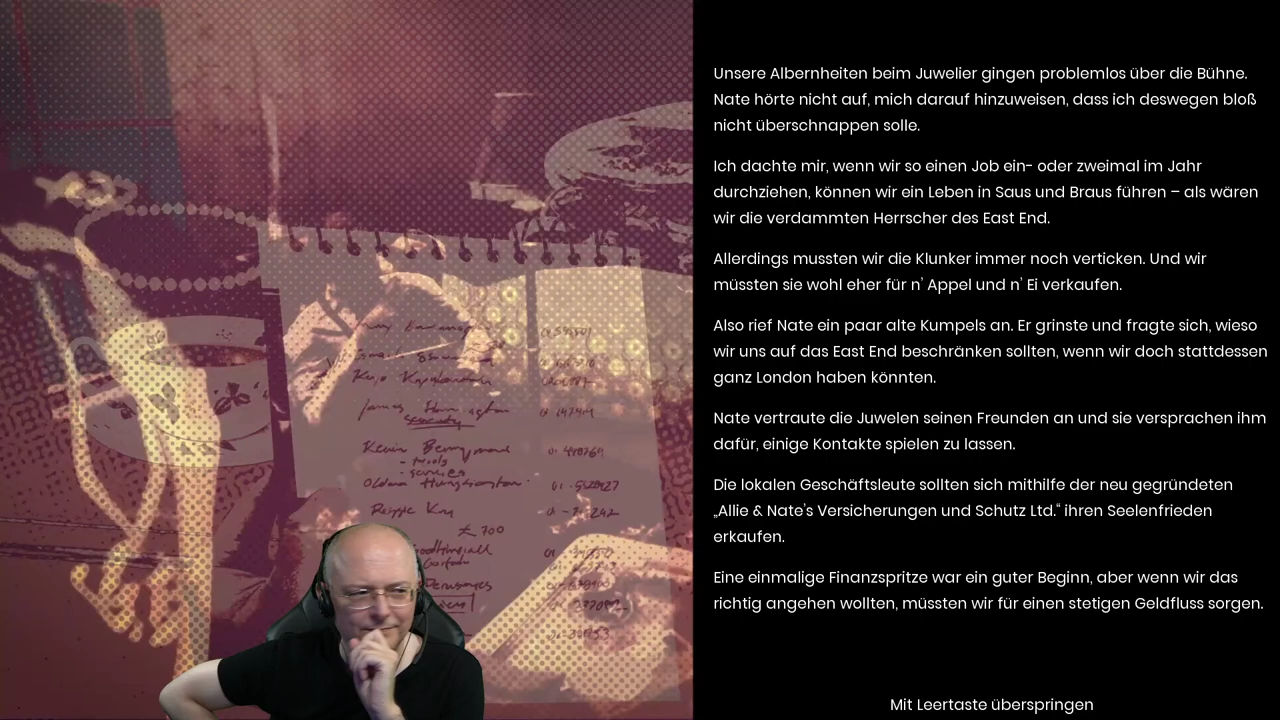 Unsere Albernheiten beim Juwelier gingen problemlos über die Bühne.
Nate hörte nicht auf, mich darauf hinzuweisen, dass ich deswegen bloß
nicht überschnappen solle.
Ich dachte mir, wenn wir so einen Job ein- oder zweimal im Jahr
durchziehen, können wir ein Leben in Saus und Braus führen – als wären
wir die verdammten Herrscher des East End.
Allerdings mussten wir die Klunker immer noch verticken. Und wir
müssten sie wohl eher für n’ Appel und n’ Ei verkaufen.
Also rief Nate ein paar alte Kumpels an. Er grinste und fragte sich, wieso
wir uns auf das East End beschränken sollten, wenn wir doch stattdessen
ganz London haben könnten.
Nate vertraute die Juwelen seinen Freunden an und sie versprachen ihm
dafür, einige Kontakte spielen zu lassen.
Die lokalen Geschäftsleute sollten sich mithilfe der neu gegründeten
„Allie & Nate’s Versicherungen und Schutz Ltd.“ ihren Seelenfrieden
erkaufen.
Eine einmalige Finanzspritze war ein guter Beginn, aber wenn wir das
richtig angehen wollten, müssten wir für einen stetigen Geldfluss sorgen.
Mit Leertaste überspringen
James
Kevin
£ 700